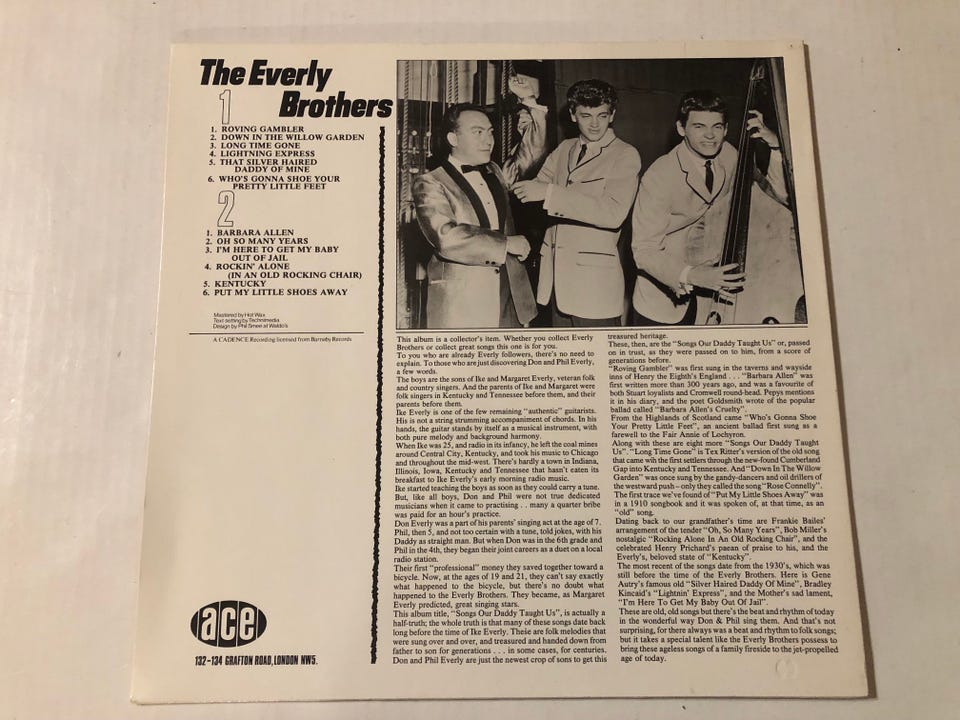 The Everly
Brothers
1
1. ROVING GAMBLER
2. DOWN IN THE WILLOW GARDEN
3. LONG TIME GONE
4. LIGHTNING EXPRESS
5. THAT SILVER HAIRED
DADDY OF MINE
6. WHO'S GONNA SHOE YOUR
PRETTY LITTLE FEET
2
1. BARBARA ALLEN
2. OH SO MANY YEARS
3. I'M HERE TO GET MY BABY
OUT OF JAIL
4. ROCKIN' ALONE
(IN AN OLD ROCKING CHAIR)
5. KENTUCKY
6. PUT MY LITTLE SHOES AWAY
Mastered by Hot Wax
Text setting by Technimedia
Design by Phil Smee at Waldo's
A CADENCE Recording licensed from Barnaby Records
ace
132-134 GRAFTON ROAD, LONDON NW5.
This album is a collector's item. Whether you collect Everly
Brothers or collect great songs this one is for you.
To you who are already Everly followers, there's no need to
explain. To those who are just discovering Don and Phil Everly,
a few words.
The boys are the sons of Ike and Margaret Everly, veteran folk
and country singers. And the parents of Ike and Margaret were
folk singers in Kentucky and Tennessee before them, and their
parents before them.
Ike Everly is one of the few remaining "authentic" guitarists.
His is not a string strumming accompaniment of chords. In his
hands, the guitar stands by itself as a musical instrument, with
both pure melody and background harmony.
When Ike was 25, and radio in its infancy, he left the coal mines
around Central City, Kentucky, and took his music to Chicago
and throughout the mid-west. There's hardly a town in Indiana,
Illinois, Iowa, Kentucky and Tennessee that hasn't eaten its
breakfast to Ike Everly's early morning radio music.
Ike started teaching the boys as soon as they could carry a tune.
But, like all boys, Don and Phil were not true dedicated
musicians when it came to practising . . many a quarter bribe
was paid for an hour's practice.
Don Everly was a part of his parents' singing act at the age of 7.
Phil, then 5, and not too certain with a tune, told jokes, with his
Daddy as straight man. But when Don was in the 6th grade and
Phil in the 4th, they began their joint careers as a duet on a local
radio station.
Their first "professional" money they saved together toward a
bicycle. Now, at the ages of 19 and 21, they can't say exactly
what happened to the bicycle, but there's no doubt what
happened to the Everly Brothers. They became, as Margaret
Everly predicted, great singing stars.
This album title, "Songs Our Daddy Taught Us", is actually a
half-truth; the whole truth is that many of these songs date back
long before the time of Ike Everly. These are folk melodies that
were sung over and over, and treasured and handed down from
father to son for generations . . . in some cases, for centuries.
Don and Phil Everly are just the newest crop of sons to get this
treasured heritage.
These, then, are the "Songs Our Daddy Taught Us" or, passed
on in trust, as they were passed on to him, from a score of
generations before.
"Roving Gambler" was first sung in the taverns and wayside
inns of Henry the Eighth's England . . . "Barbara Allen" was
first written more than 300 years ago, and was a favourite of
both Stuart loyalists and Cromwell round-head. Pepys mentions
it in his diary, and the poet Goldsmith wrote of the popular
ballad called "Barbara Allen's Cruelty".
From the Highlands of Scotland came "Who's Gonna Shoe
Your Pretty Little Feet", an ancient ballad first sung as a
farewell to the Fair Annie of Lochyron.
Along with these are eight more "Songs Our Daddy Taught
Us". "Long Time Gone" is Tex Ritter's version of the old song
that came with the first settlers through the new-found Cumberland
Gap into Kentucky and Tennessee. And "Down In The Willow
Garden" was once sung by the gandy-dancers and oil drillers of
the westward push—only they called the song "Rose Connelly".
The first trace we've found of "Put My Little Shoes Away" was
in a 1910 songbook and it was spoken of, at that time, as an
"old" song.
Dating back to our grandfather's time are Frankie Bailes'
arrangement of the tender "Oh, So Many Years", Bob Miller's
nostalgic "Rocking Alone In An Old Rocking Chair", and the
celebrated Henry Prichard's paean of praise to his, and the
Everly's, beloved state of "Kentucky".
The most recent of the songs date from the 1930's, which was
still before the time of the Everly Brothers. Here is Gene
Autry's famous old "Silver Haired Daddy Of Mine", Bradley
Kincaid's "Lightnin' Express", and the Mother's sad lament,
"I'm Here To Get My Baby Out Of Jail".
These are old, old songs but there's the beat and rhythm of today
in the wonderful way Don & Phil sing them. And that's not
surprising, for there always was a beat and rhythm to folk songs;
but it takes a special talent like the Everly Brothers possess to
bring these ageless songs of a family fireside to the jet-propelled
age of today.